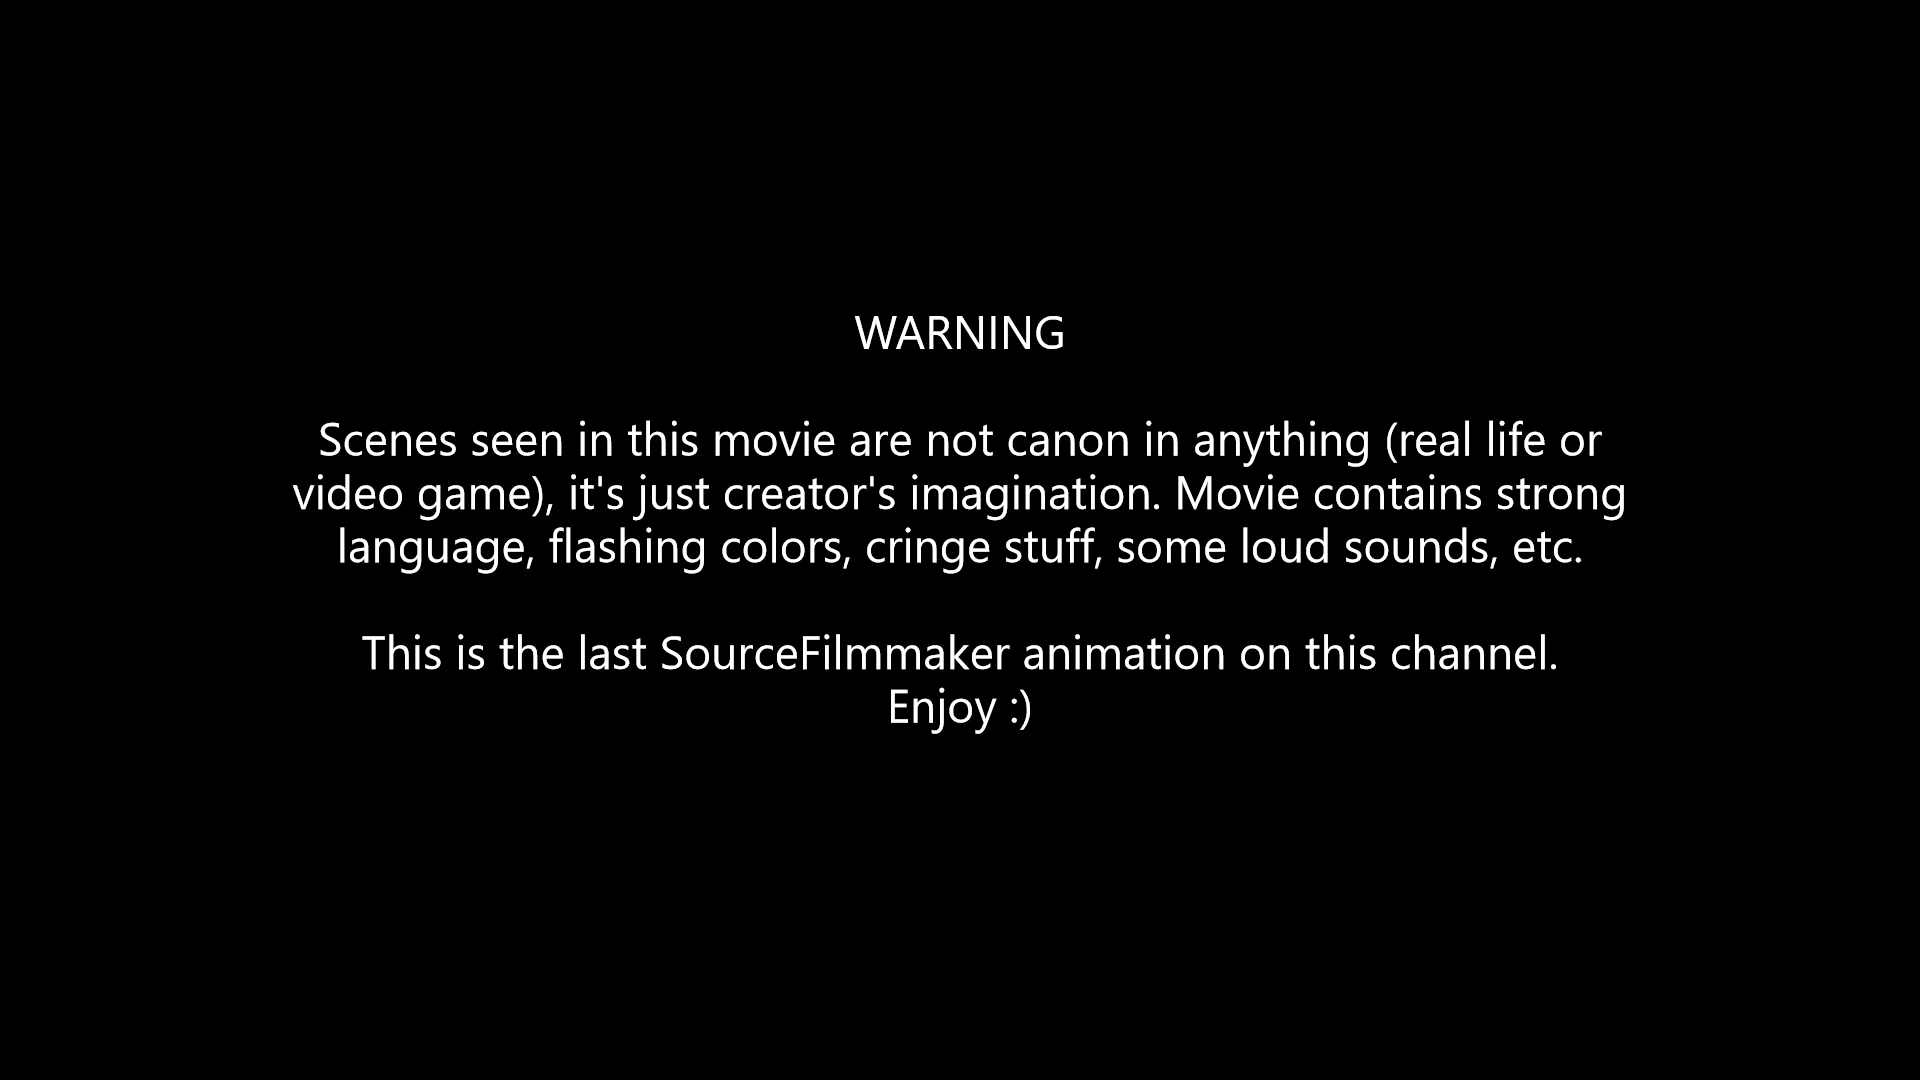 WARNING
Scenes seen in this movie are not canon in anything (real life or
video game), it's just creator's imagination. Movie contains strong
language, flashing colors, cringe stuff, some loud sounds, etc.
This is the last SourceFilmmaker animation on this channel.
Enjoy :)